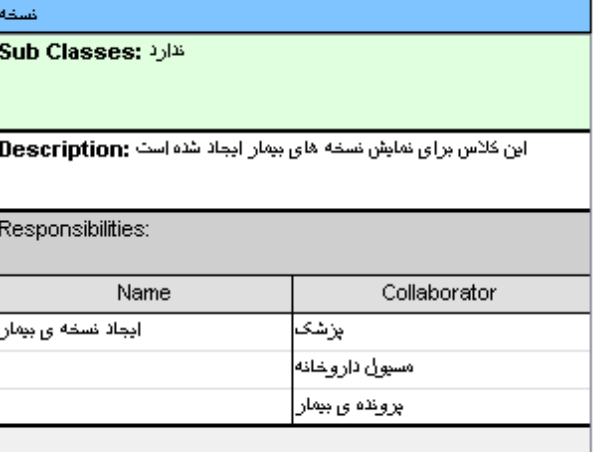 نسخه
Sub Classes: ندارد
Description: این کلاس برای نمایش نسخه های بیمار ایجاد شده است
Responsibilities:
Name Collaborator
ایجاد نسخه ی بیمار پزشک
مسیول داروخانه
پرونده ی بیمار